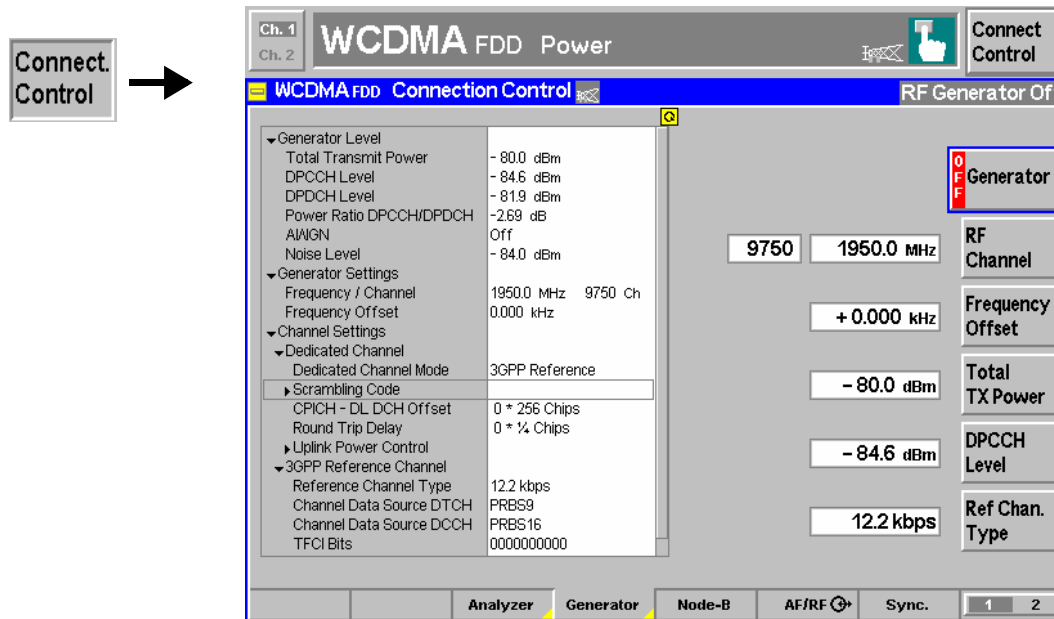 Connect.
Control
Ch. 1
Ch. 2
WCDMA FDD Power
Connect
Control
WCDMA FDD Connection Control
RF Generator Of
Generator Level
Total Transmit Power - 80.0 dBm
DPCCH Level - 84.6 dBm
DPDCH Level - 81.9 dBm
Power Ratio DPCCH/DPDCH -2.69 dB
AWGN Off
Noise Level - 84.0 dBm
Generator Settings
Frequency / Channel 1950.0 MHz 9750 Ch
Frequency Offset 0.000 kHz
Channel Settings
Dedicated Channel
Dedicated Channel Mode 3GPP Reference
Scrambling Code
CPICH - DL DCH Offset 0 * 256 Chips
Round Trip Delay 0 * ¼ Chips
Uplink Power Control
3GPP Reference Channel
Reference Channel Type 12.2 kbps
Channel Data Source DTCH PRBS9
Channel Data Source DCCH PRBS16
TFCI Bits 0000000000
OFF Generator
9750 1950.0 MHz RF Channel
+ 0.000 kHz Frequency Offset
- 80.0 dBm Total TX Power
- 84.6 dBm DPCCH Level
12.2 kbps Ref Chan. Type
Analyzer Generator Node-B AF/RF Sync. 1 2